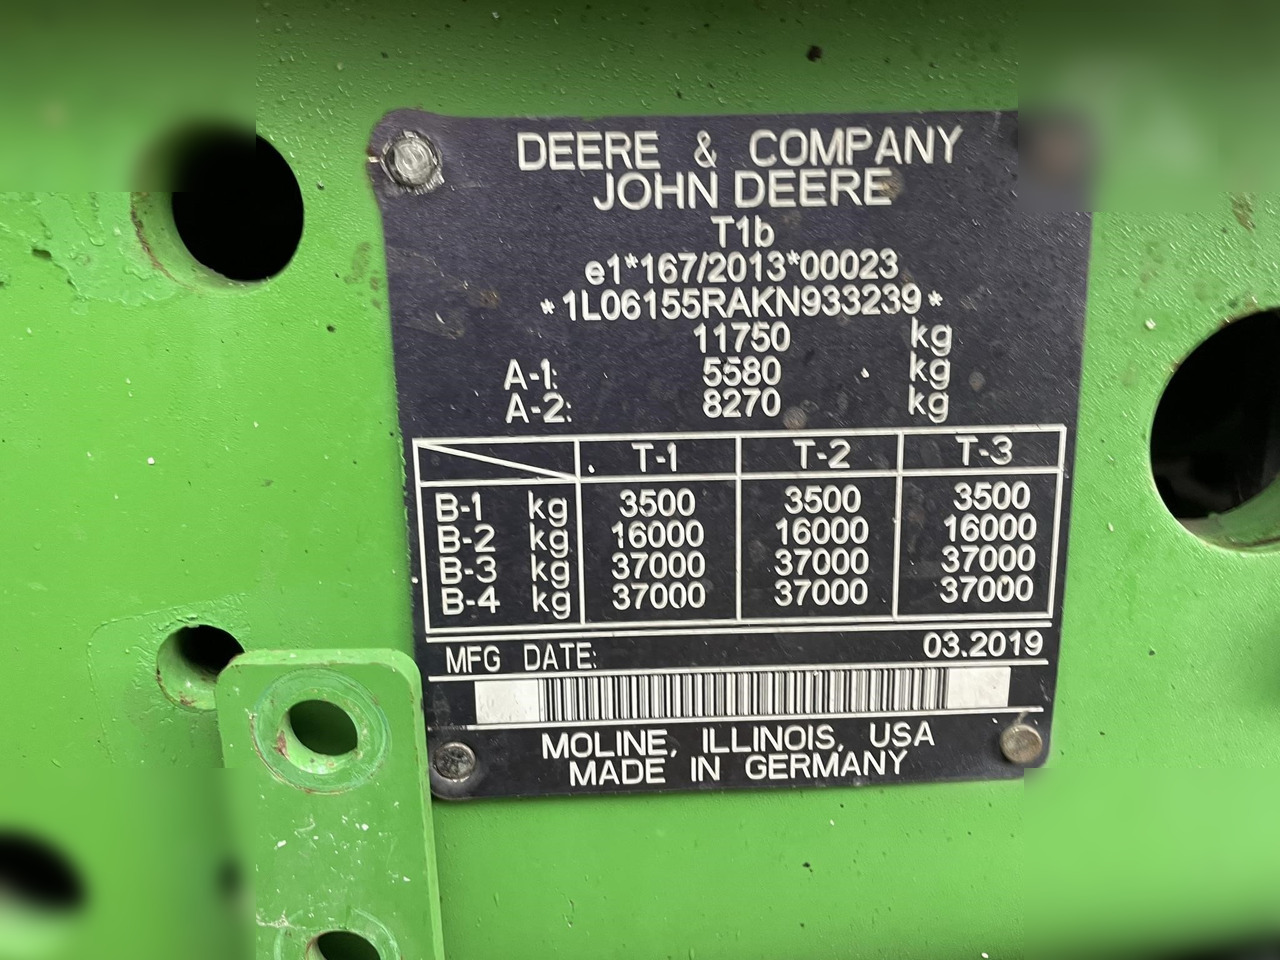 DEERE & COMPANY
JOHN DEERE
T1b
e1*167/2013*00023
*1L06155RAKN933239*
11750 kg
A-1: 5580 kg
A-2: 8270 kg
T-1 T-2 T-3
B-1 kg 3500 3500 3500
B-2 kg 16000 16000 16000
B-3 kg 37000 37000 37000
B-4 kg 37000 37000 37000
MFG DATE: 03.2019
MOLINE, ILLINOIS, USA
MADE IN GERMANY